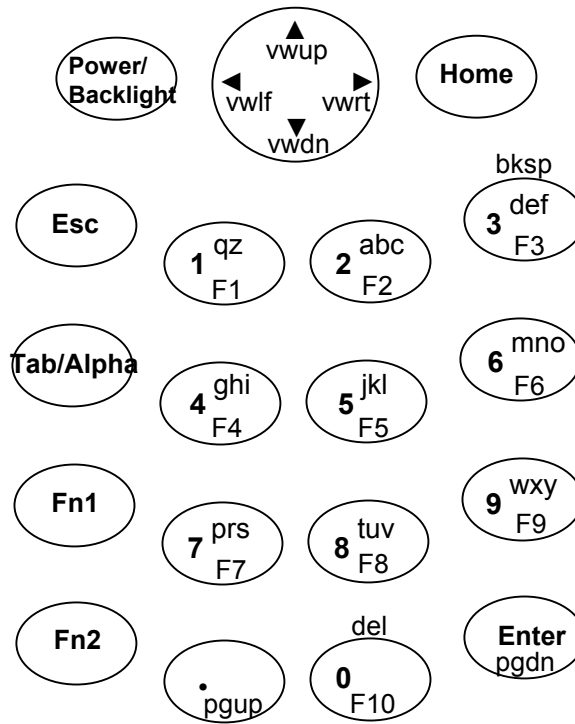 Power/
Backlight
▲
vwup
◄ ►
vwlf vwrt
▼
vwdn
Home
bksp
Esc
1 qz
F1
2 abc
F2
3 def
F3
Tab/Alpha
4 ghi
F4
5 jkl
F5
6 mno
F6
Fn1
7 prs
F7
8 tuv
F8
9 wxy
F9
Fn2
.
pgup
del
0
F10
Enter
pgdn